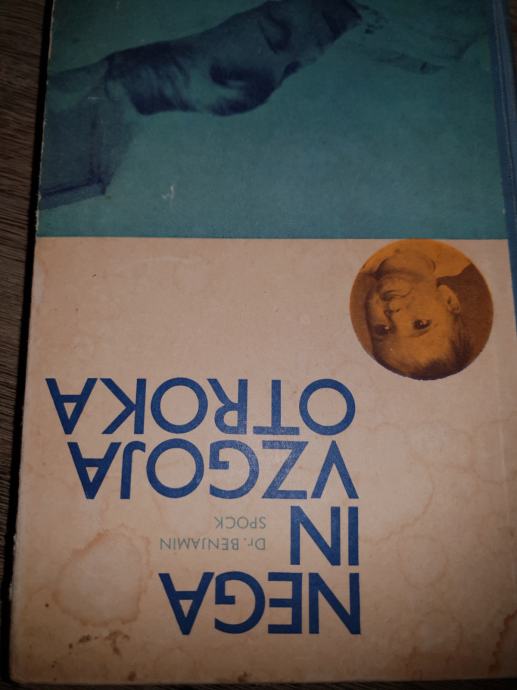 NEGA
IN
Dr. BENJAMIN
SPOCK
VZGOJA
OTROKA